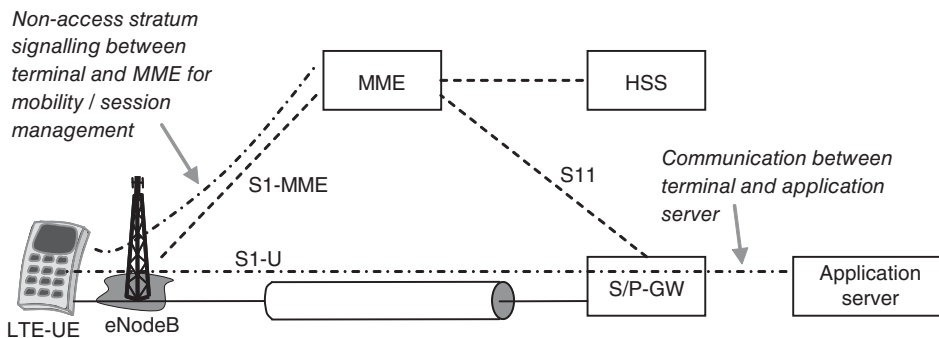 Non-access stratum
signalling between
terminal and MME for
mobility / session
management
MME
HSS
S1-MME
S11
Communication between
terminal and application
server
S1-U
S/P-GW
Application
server
LTE-UE
eNodeB